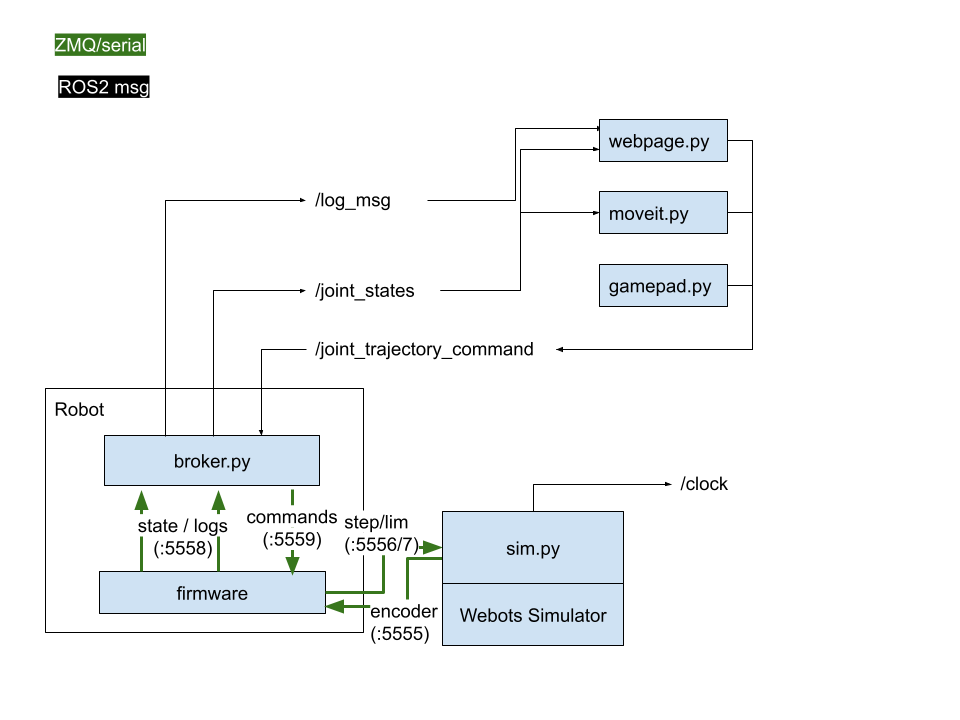 ZMQ/serial
ROS2 msg
webpage.py
/log_msg
moveit.py
/joint_states
gamepad.py
/joint_trajectory_command
Robot
broker.py
/clock
state / logs
(:5558)
commands
(:5559)
step/lim
(:5556/7)
sim.py
firmware
encoder
(:5555)
Webots Simulator